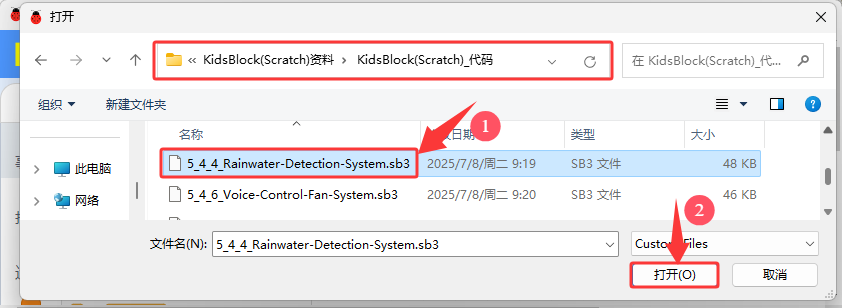 打开
« KidsBlock(Scratch)资料 › KidsBlock(Scratch)_代码
在 KidsBlock(Scratch)_代...
组织
新建文件夹
名称
日期
类型
大小
1
5_4_4_Rainwater-Detection-System.sb3
2025/7/8/周二 9:19
SB3 文件
48 KB
此电脑
5_4_6_Voice-Control-Fan-System.sb3
2025/7/8/周二 9:20
SB3 文件
46 KB
网络
2
文件名(N):
5_4_4_Rainwater-Detection-System.sb3
Custom Files
打开(O)
取消